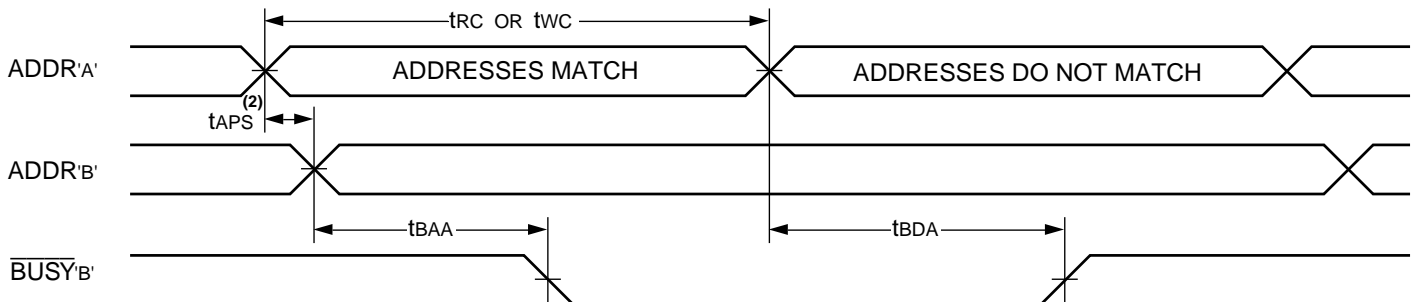 tRC OR tWC
ADDR'A'
ADDRESSES MATCH
ADDRESSES DO NOT MATCH
(2)
tAPS
ADDR'B'
tBAA
tBDA
BUSY'B'